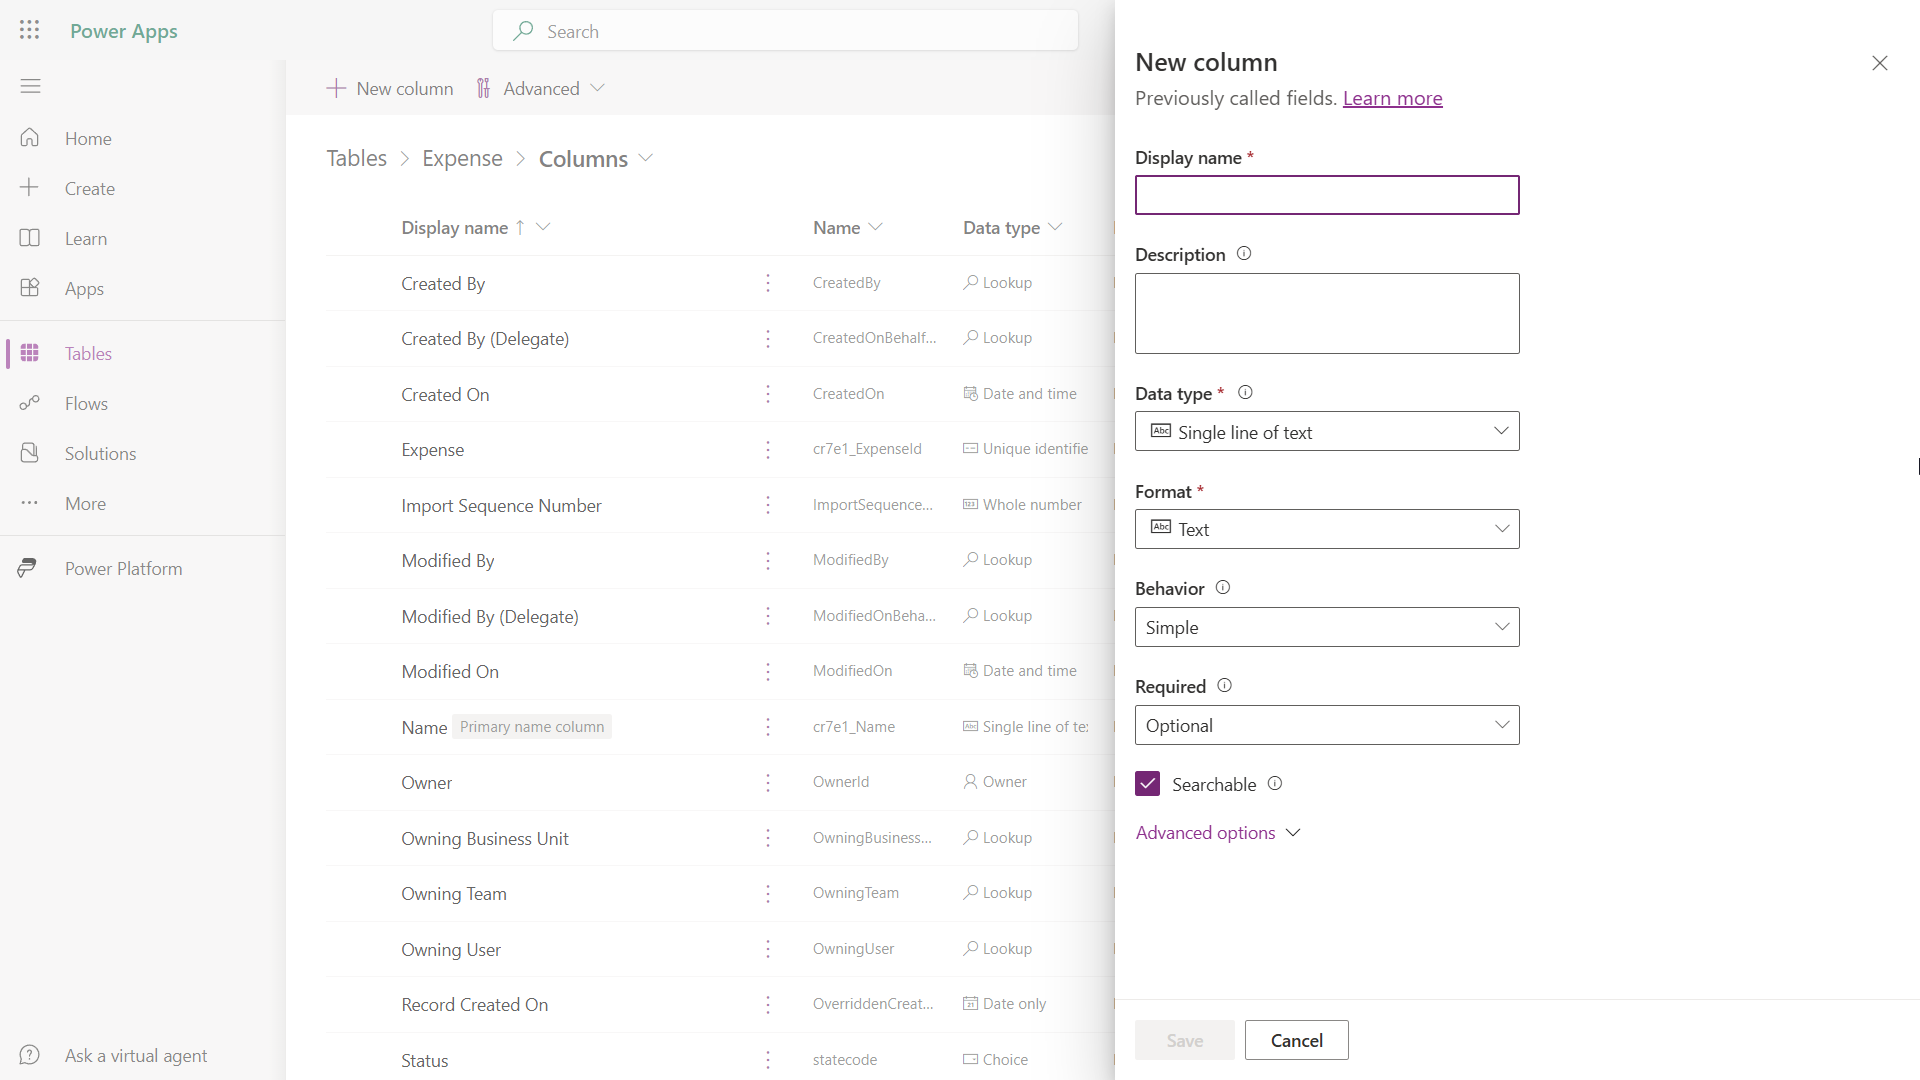 Power Apps
Search
Home
Create
Learn
Apps
Tables
Flows
Solutions
More
Power Platform
Ask a virtual agent
New column
Advanced
Tables > Expense > Columns
Display name ↑ Name Data type
Created By CreatedBy Lookup
Created By (Delegate) CreatedOnBehalf... Lookup
Created On CreatedOn Date and time
Expense cr7e1_ExpenseId Unique identifie
Import Sequence Number ImportSequence... Whole number
Modified By ModifiedBy Lookup
Modified By (Delegate) ModifiedOnBeha... Lookup
Modified On ModifiedOn Date and time
Name Primary name column cr7e1_Name Single line of te
Owner OwnerId Owner
Owning Business Unit OwningBusiness... Lookup
Owning Team OwningTeam Lookup
Owning User OwningUser Lookup
Record Created On OverriddenCreat... Date only
Status statecode Choice
New column
Previously called fields. Learn more
Display name *
Description
Data type *
Abc Single line of text
Format *
Abc Text
Behavior
Simple
Required
Optional
Searchable
Advanced options
Save
Cancel